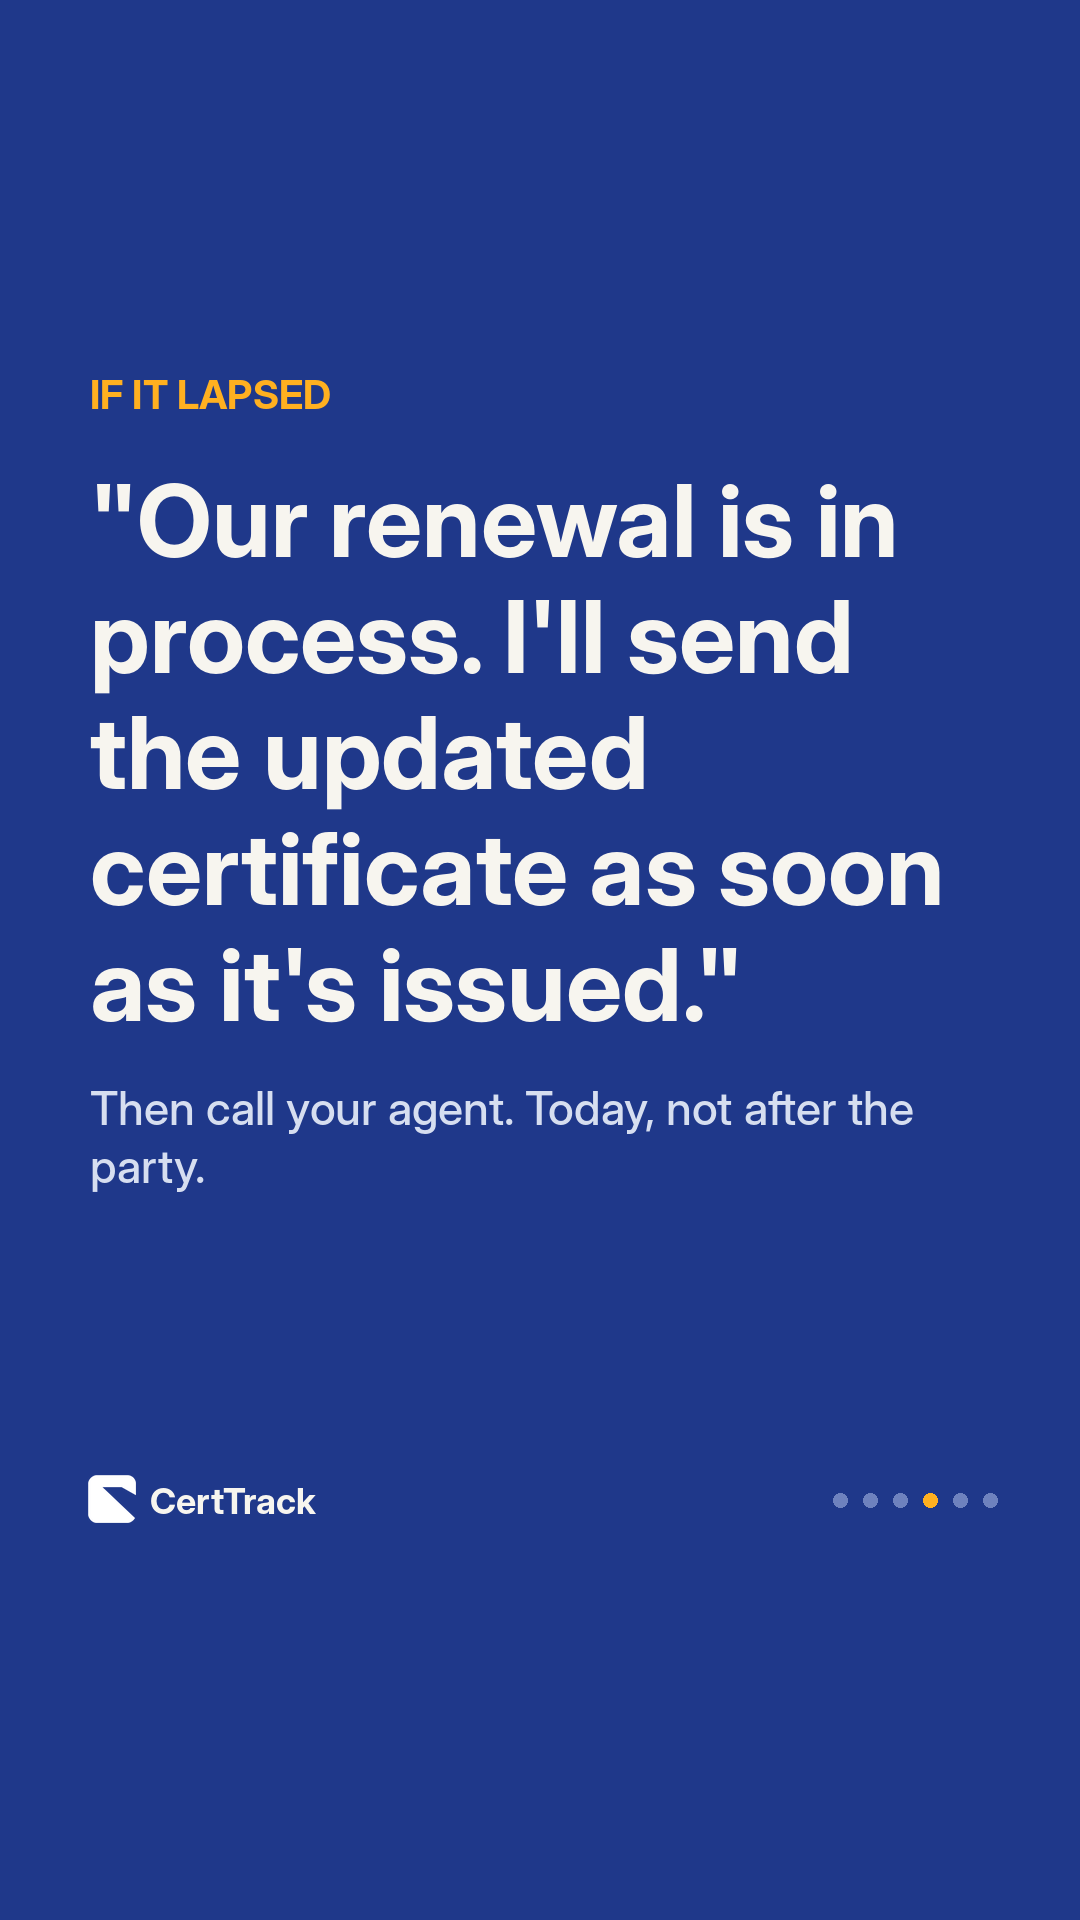 IF IT LAPSED
"Our renewal is in
process. I'll send
the updated
certificate as soon
as it's issued."
Then call your agent. Today, not after the
party.
CertTrack